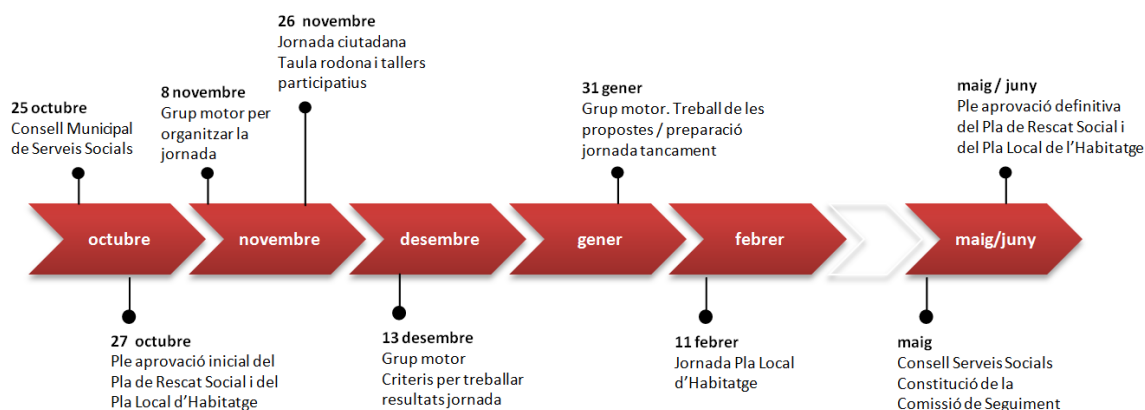 25 octubre
Consell Municipal
de Serveis Socials
8 novembre
Grup motor per
organitzar la
jornada
26 novembre
Jornada ciutadana
Taula rodona i tallers
participatius
31 gener
Grup motor. Treball de les
propostes / preparació
jornada tancament
maig / juny
Ple aprovació definitiva
del Pla de Rescat Social i
del Pla Local de l’Habitatge
octubre
novembre
desembre
gener
febrer
maig/juny
27 octubre
Ple aprovació inicial del
Pla de Rescat Social i del
Pla Local d’Habitatge
13 desembre
Grup motor
Criteris per treballar
resultats jornada
11 febrer
Jornada Pla Local
d’Habitatge
maig
Consell Serveis Socials
Constitució de la
Comissió de Seguiment